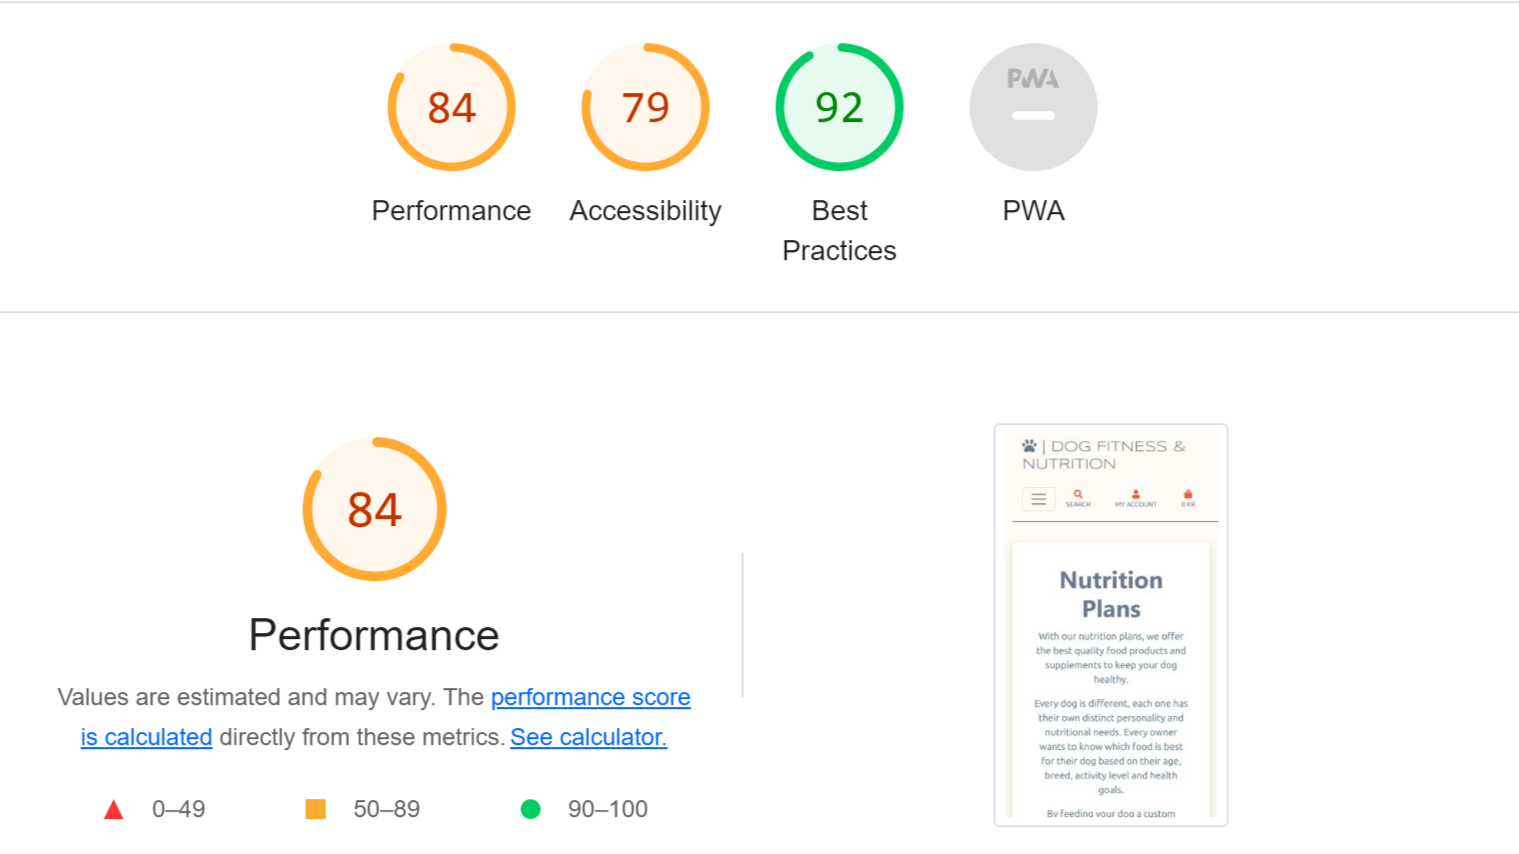 84
79
92
PWA
Performance
Accessibility
Best
Practices
PWA
84
Performance
Values are estimated and may vary. The performance score
is calculated directly from these metrics. See calculator.
0–49
50–89
90–100
| DOG FITNESS &
NUTRITION
SEARCH
MY ACCOUNT
0 KR
Nutrition
Plans
With our nutrition plans, we offer
the best quality food products and
supplements to keep your dog
healthy.
Every dog is different, each one has
their own distinct personality and
nutritional needs. Every owner
wants to know which food is best
for their dog based on their age,
breed, activity level and health
goals.
By feeding your dog a custom